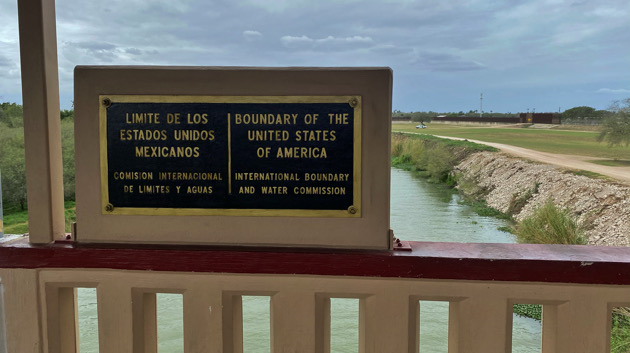 LIMITE DE LOS
ESTADOS UNIDOS
MEXICANOS
COMISION INTERNACIONAL
DE LIMITES Y AGUAS
BOUNDARY OF THE
UNITED STATES
OF AMERICA
INTERNATIONAL BOUNDARY
AND WATER COMMISSION